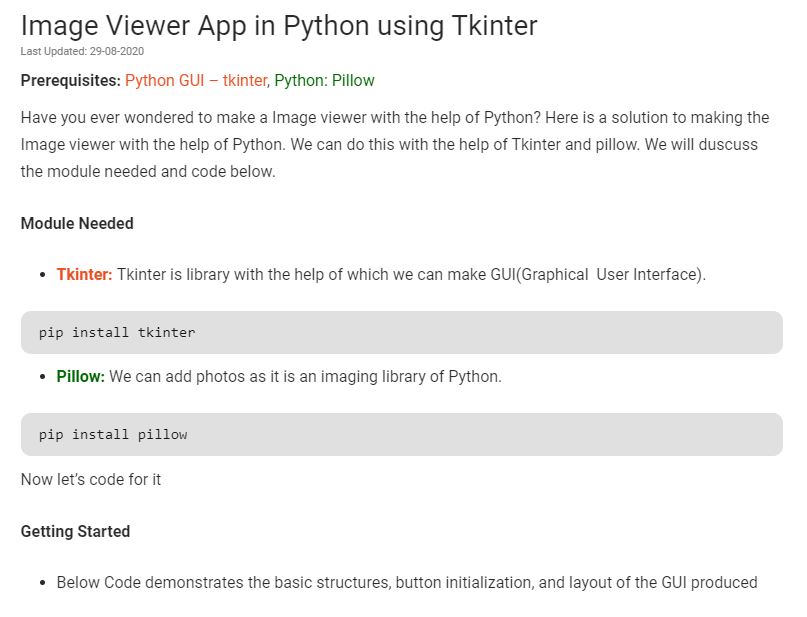 Image Viewer App in Python using Tkinter
Last Updated: 29-08-2020
Prerequisites: Python GUI – tkinter, Python: Pillow
Have you ever wondered to make a Image viewer with the help of Python? Here is a solution to making the
Image viewer with the help of Python. We can do this with the help of Tkinter and pillow. We will duscuss
the module needed and code below.
Module Needed
• Tkinter: Tkinter is library with the help of which we can make GUI(Graphical  User Interface).
pip install tkinter
• Pillow: We can add photos as it is an imaging library of Python.
pip install pillow
Now let's code for it
Getting Started
• Below Code demonstrates the basic structures, button initialization, and layout of the GUI produced